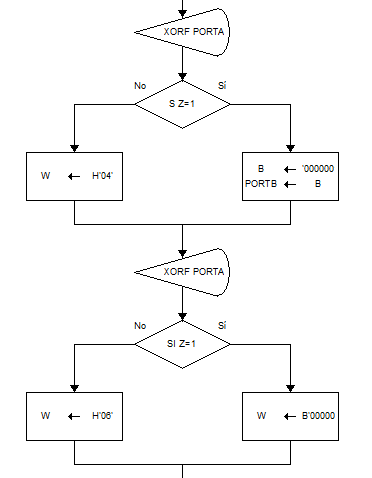 XORF PORTA
No
Sí
S Z=1
W
H'04'
B
'000000
PORTB
B
XORF PORTA
No
Sí
SI Z=1
W
H'06'
W
B'00000